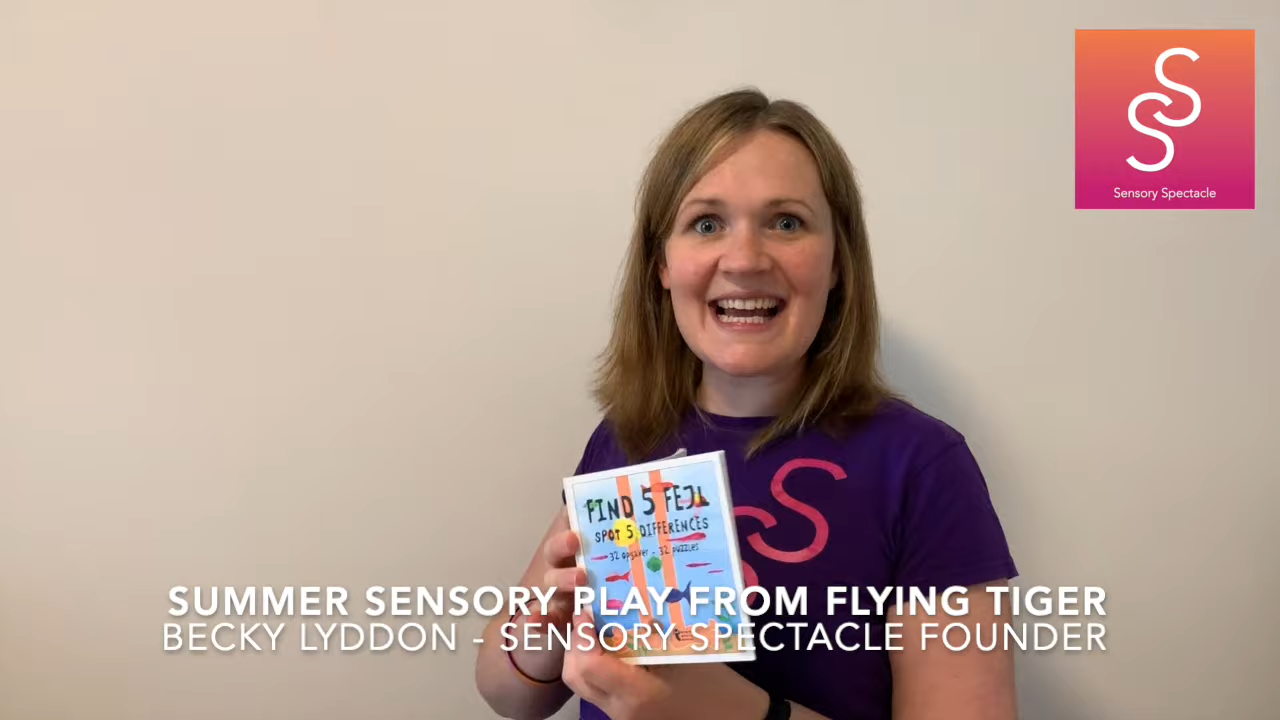 Sensory Spectacle
FIND 5 FEJL
SPOT 5 DIFFERENCES
32 opgaver - 32 puzzles
SUMMER SENSORY PLAY FROM FLYING TIGER
BECKY LYDDON - SENSORY SPECTACLE FOUNDER